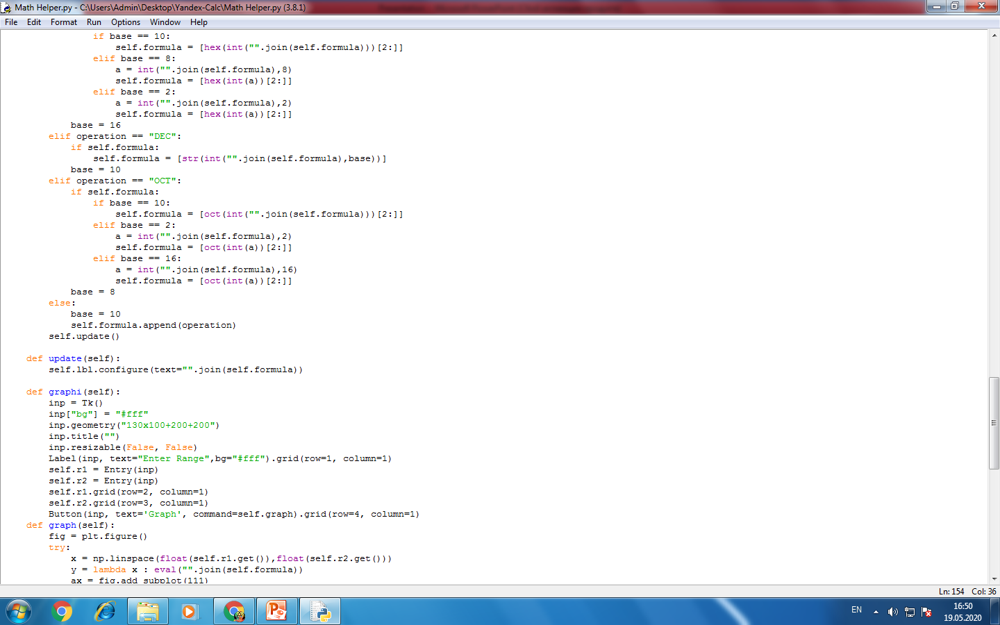 Math Helper.py - C:\Users\Admin\Desktop\Yandex-Calc\Math Helper.py (3.8.1)
File Edit Format Run Options Window Help
            if base == 10:
                self.formula = [hex(int("".join(self.formula)))[2:]]
            elif base == 8:
                a = int("".join(self.formula),8)
                self.formula = [hex(int(a))[2:]]
            elif base == 2:
                a = int("".join(self.formula),2)
                self.formula = [hex(int(a))[2:]]
        base = 16
    elif operation == "DEC":
        if self.formula:
            self.formula = [str(int("".join(self.formula),base))]
        base = 10
    elif operation == "OCT":
        if self.formula:
            if base == 10:
                self.formula = [oct(int("".join(self.formula)))[2:]]
            elif base == 2:
                a = int("".join(self.formula),2)
                self.formula = [oct(int(a))[2:]]
            elif base == 16:
                a = int("".join(self.formula),16)
                self.formula = [oct(int(a))[2:]]
        base = 8
    else:
        base = 10
        self.formula.append(operation)
    self.update()
def update(self):
    self.lbl.configure(text="".join(self.formula))
def graphi(self):
    inp = Tk()
    inp["bg"] = "#fff"
    inp.geometry("130x100+200+200")
    inp.title("")
    inp.resizable(False, False)
    Label(inp, text="Enter Range",bg="#fff").grid(row=1, column=1)
    self.r1 = Entry(inp)
    self.r2 = Entry(inp)
    self.r1.grid(row=2, column=1)
    self.r2.grid(row=3, column=1)
    Button(inp, text='Graph', command=self.graph).grid(row=4, column=1)
def graph(self):
    fig = plt.figure()
    try:
        x = np.linspace(float(self.r1.get()),float(self.r2.get()))
        y = lambda x : eval("".join(self.formula))
        ax = fig.add_subplot(111)
Ln: 154 Col: 36
EN
16:50
19.05.2020